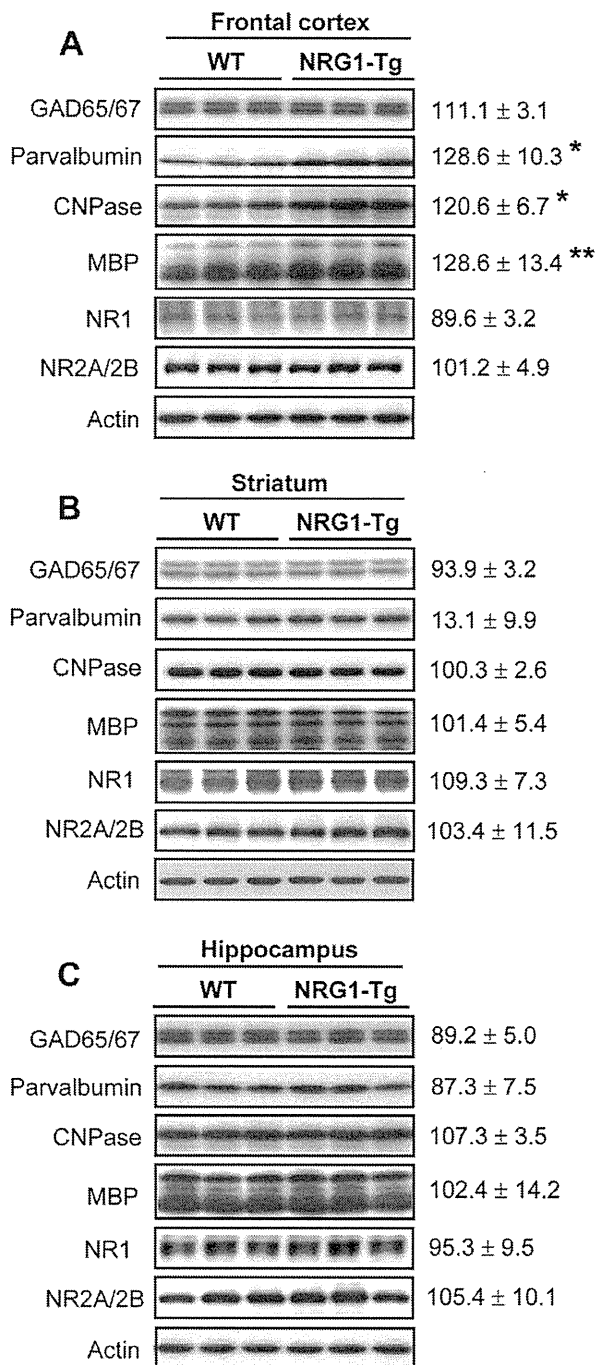 A
Frontal cortex
WT NRG1-Tg
GAD65/67 111.1 ± 3.1
Parvalbumin 128.6 ± 10.3 *
CNPase 120.6 ± 6.7 *
MBP 128.6 ± 13.4 **
NR1 89.6 ± 3.2
NR2A/2B 101.2 ± 4.9
Actin
B
Striatum
WT NRG1-Tg
GAD65/67 93.9 ± 3.2
Parvalbumin 13.1 ± 9.9
CNPase 100.3 ± 2.6
MBP 101.4 ± 5.4
NR1 109.3 ± 7.3
NR2A/2B 103.4 ± 11.5
Actin
C
Hippocampus
WT NRG1-Tg
GAD65/67 89.2 ± 5.0
Parvalbumin 87.3 ± 7.5
CNPase 107.3 ± 3.5
MBP 102.4 ± 14.2
NR1 95.3 ± 9.5
NR2A/2B 105.4 ± 10.1
Actin